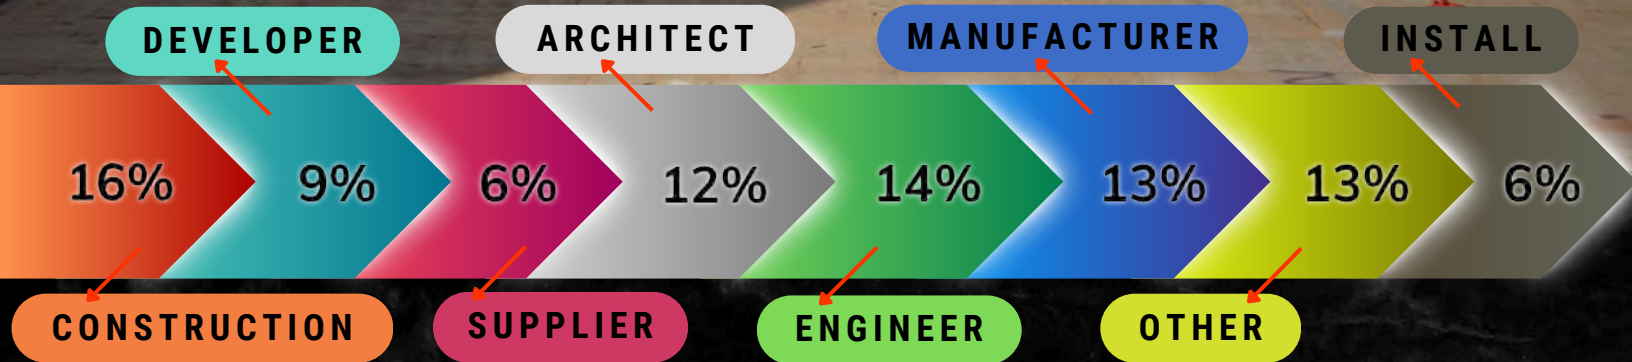 DEVELOPER
ARCHITECT
MANUFACTURER
INSTALL
16%
9%
6%
12%
14%
13%
13%
6%
CONSTRUCTION
SUPPLIER
ENGINEER
OTHER